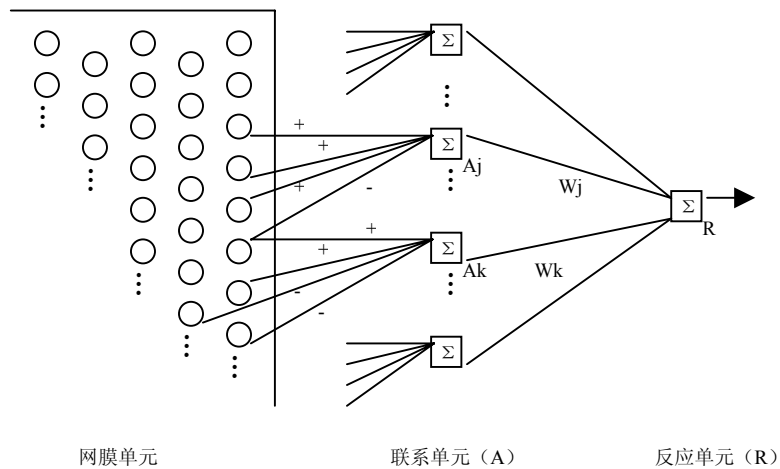 Σ
+
+
Σ
Aj
+
-
Wj
Σ
R
+
Σ
+
Ak
Wk
-
-
Σ
网膜单元 联系单元（A） 反应单元（R）